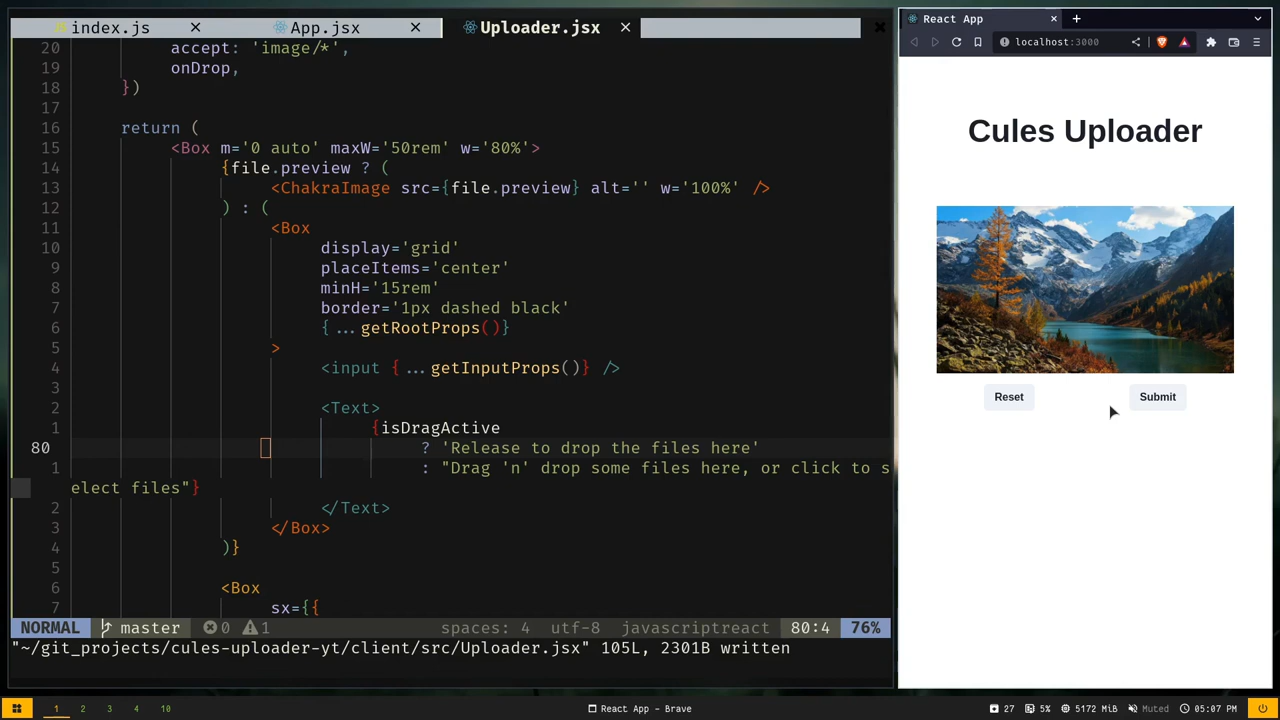 index.js
App.jsx
Uploader.jsx
20 accept: 'image/*',
19 onDrop,
18 })
17
16 return (
15 <Box m='0 auto' maxW='50rem' w='80%'>
14 {file.preview ? (
13 <ChakraImage src={file.preview} alt='' w='100%' />
12 ) : (
11 <Box
10 display='grid'
9 placeItems='center'
8 minH='15rem'
7 border='1px dashed black'
6 {...getRootProps()}
5 >
4 <input {...getInputProps()} />
3
2 <Text>
1 {isDragActive
80 ? 'Release to drop the files here'
1 : "Drag 'n' drop some files here, or click to s
elect files"}
2 </Text>
3 </Box>
4 )}
5
6 <Box
7 sx={{
NORMAL master 0 1 spaces: 4 utf-8 javascriptreact 80:4 76%
"~/git_projects/cules-uploader-yt/client/src/Uploader.jsx" 105L, 2301B written
React App
localhost:3000
Cules Uploader
Reset
Submit
1 2 3 4 10
React App - Brave
27 5% 5172 MiB Muted 05:07 PM